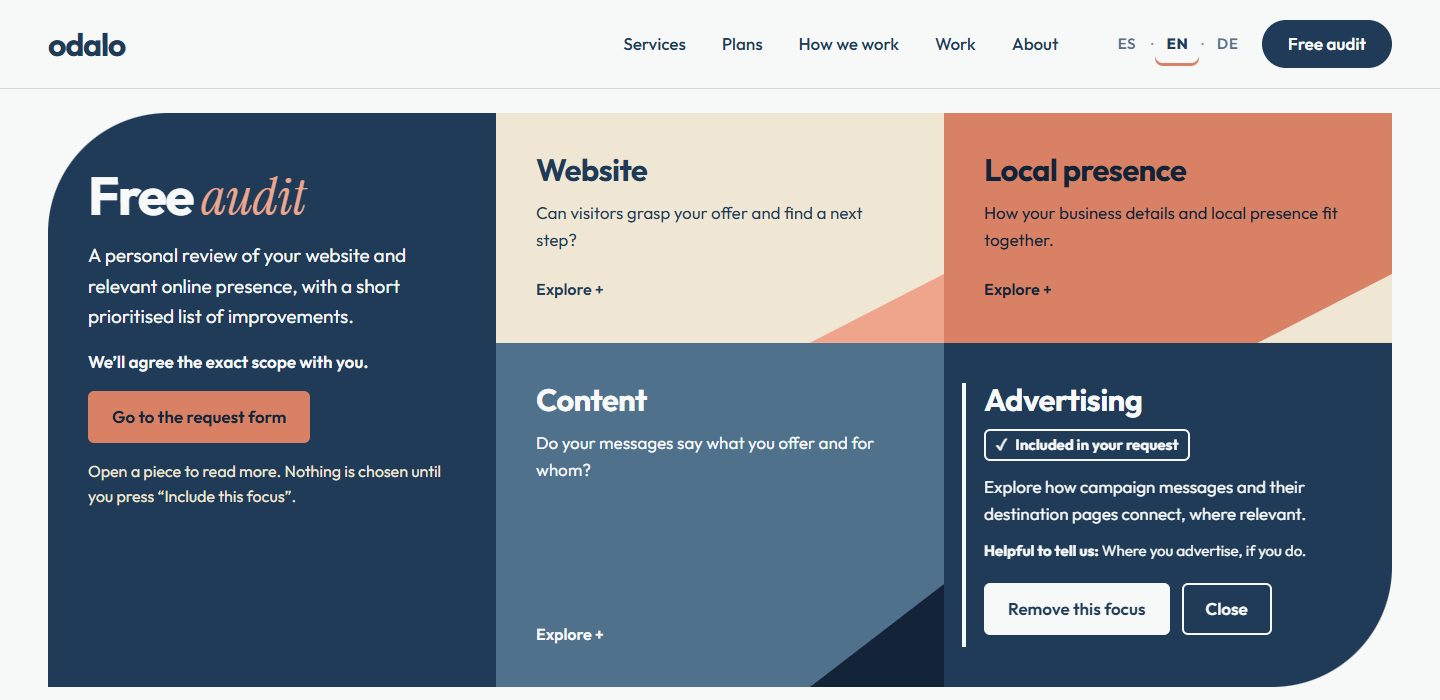 odalo
Services
Plans
How we work
Work
About
ES · EN · DE
Free audit
Free audit
A personal review of your website and
relevant online presence, with a short
prioritised list of improvements.
We’ll agree the exact scope with you.
Go to the request form
Open a piece to read more. Nothing is chosen until
you press “Include this focus”.
Website
Can visitors grasp your offer and find a next
step?
Explore +
Local presence
How your business details and local presence fit
together.
Explore +
Content
Do your messages say what you offer and for
whom?
Explore +
Advertising
✓ Included in your request
Explore how campaign messages and their
destination pages connect, where relevant.
Helpful to tell us: Where you advertise, if you do.
Remove this focus
Close